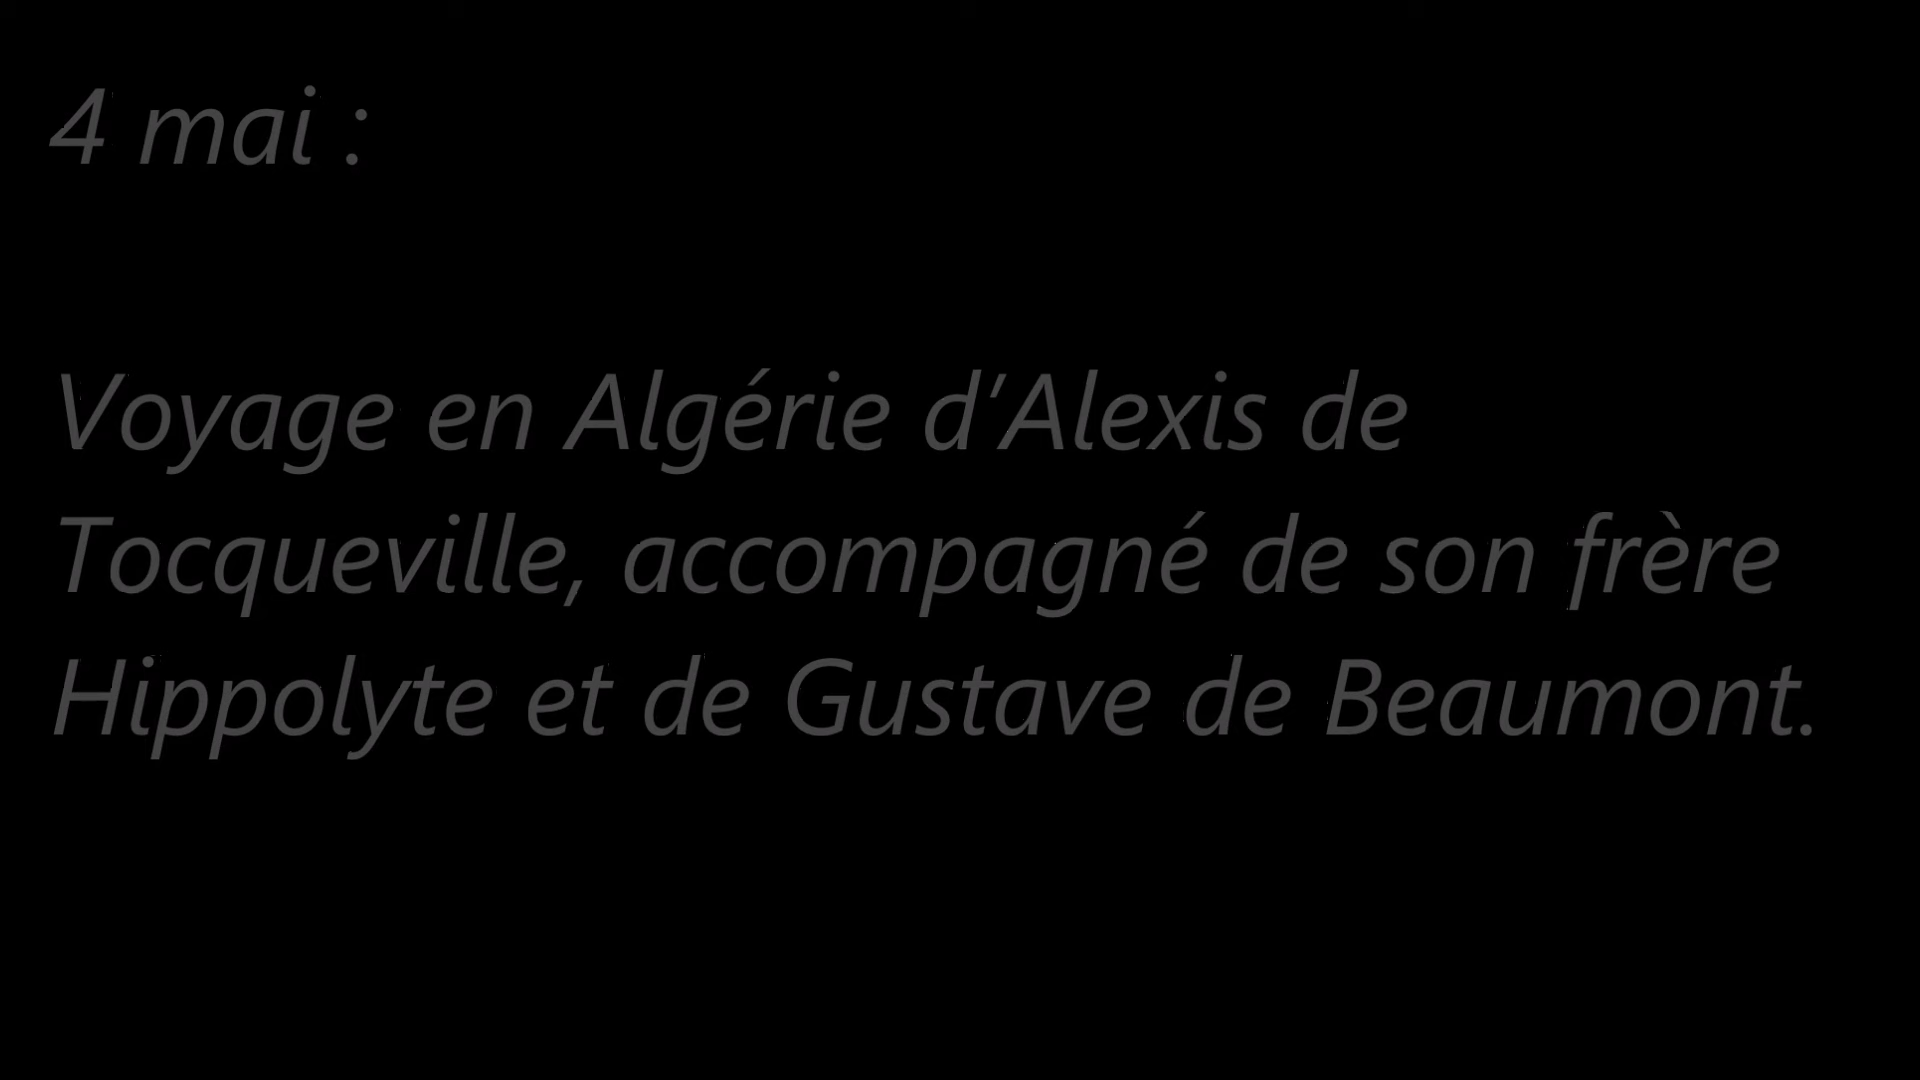 4 mai :
Voyage en Algérie d’Alexis de
Tocqueville, accompagné de son frère
Hippolyte et de Gustave de Beaumont.